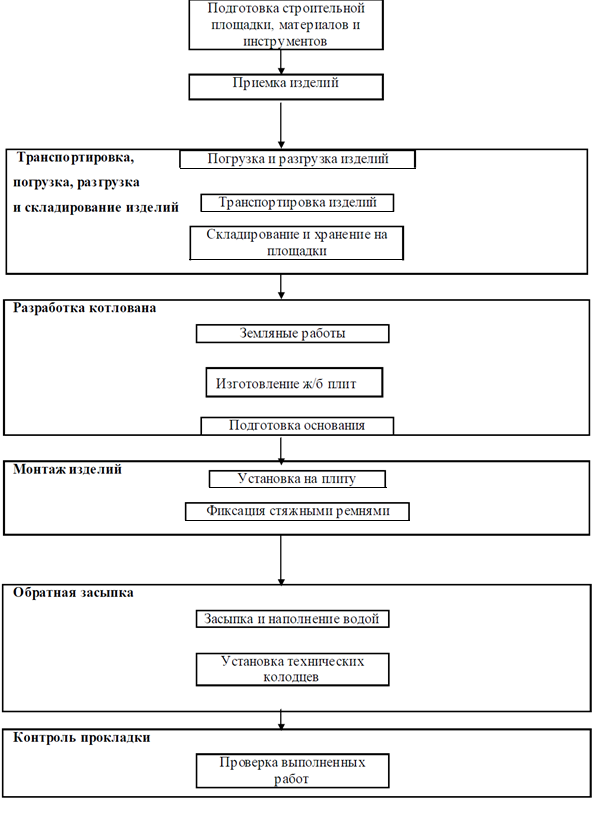 Подготовка строительной
площадки, материалов и
инструментов
Приемка изделий
Транспортировка,
погрузка, разгрузка
и складирование изделий
Погрузка и разгрузка изделий
Транспортировка изделий
Складирование и хранение на
площадки
Разработка котлована
Земляные работы
Изготовление ж/б плит
Подготовка основания
Монтаж изделий
Установка на плиту
Фиксация стяжными ремнями
Обратная засыпка
Засыпка и наполнение водой
Установка технических
колодцев
Контроль прокладки
Проверка выполненных
работ